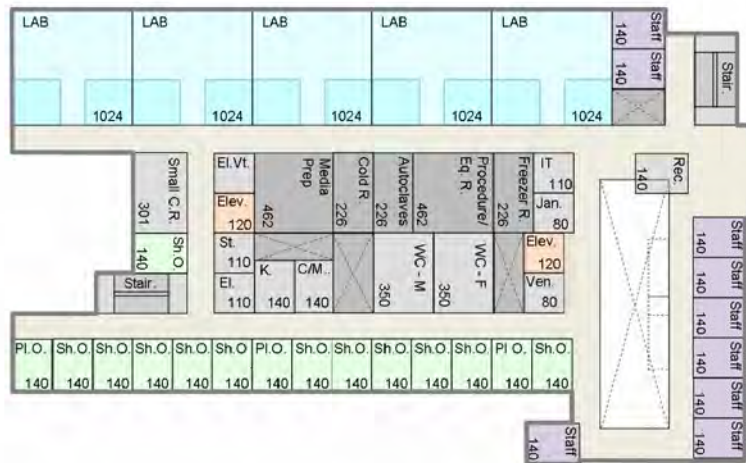 LAB
LAB
LAB
LAB
LAB
1024
1024
1024
1024
1024
Staff
140
Staff
140
Stair.
Small C.R.
301
Sh.O.
140
Stair.
El.Vt.
Elev.
120
St.
110
El.
110
Media
Prep
462
Cold R
226
Autoclaves
226
Procedure/
Eq. R.
462
Freezer R.
226
IT
110
Jan.
80
K.
140
C/M..
140
WC - M
350
WC - F
350
Elev.
120
Ven.
80
Rec.
140
Staff
140
Staff
140
Staff
140
Staff
140
Staff
140
Staff
140
Pl.O. Sh.O. Sh.O. Sh.O. Sh.O. Sh.O Pl.O. Sh.O. Sh.O. Sh.O. Sh.O. Sh.O. Pl O. Sh.O.
140 140 140 140 140 140 140 140 140 140 140 140 140 140
Staff
140